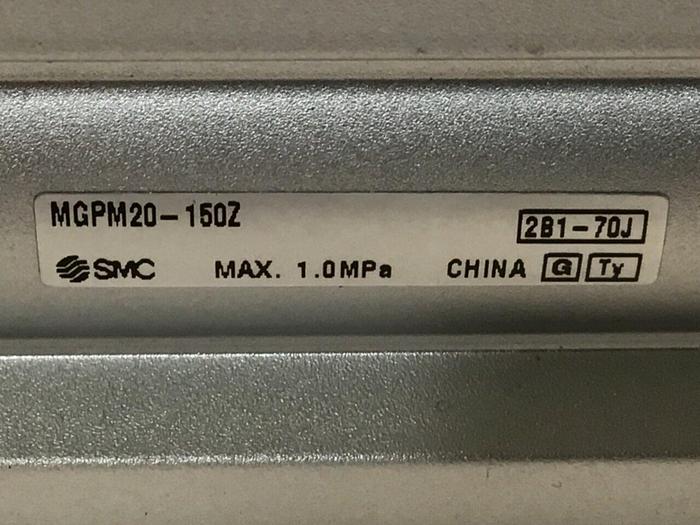 MGPM20-150Z
2B1-70J
SMC MAX. 1.0MPa CHINA G Ty